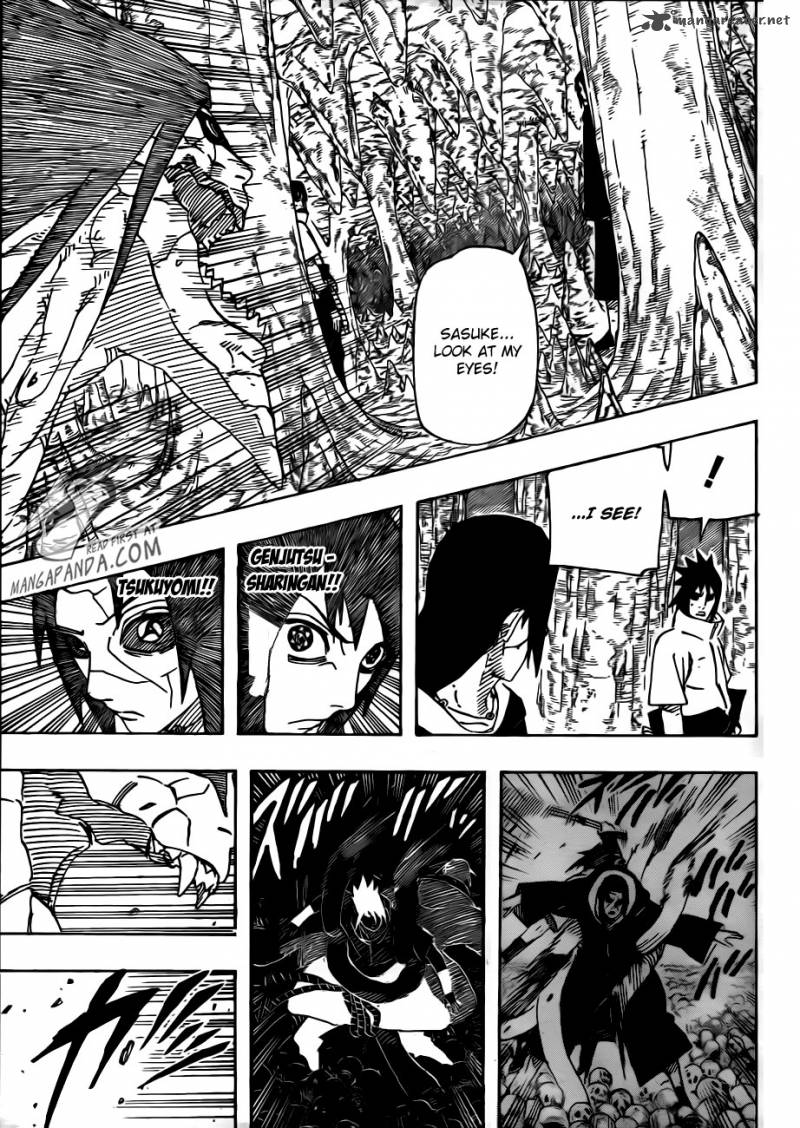 mangareader.net
SASUKE...
LOOK AT MY
EYES!
!
...I SEE!
GENJUTSU -
SHARINGAN!!
TSUKUYOMI!!
READ FIRST AT
MANGAPANDA.COM